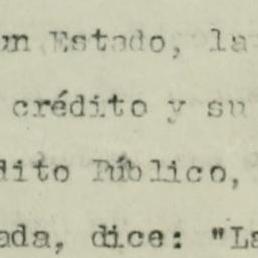 un Estado, la
crédito y su
dito Público,
ada, dice: "La